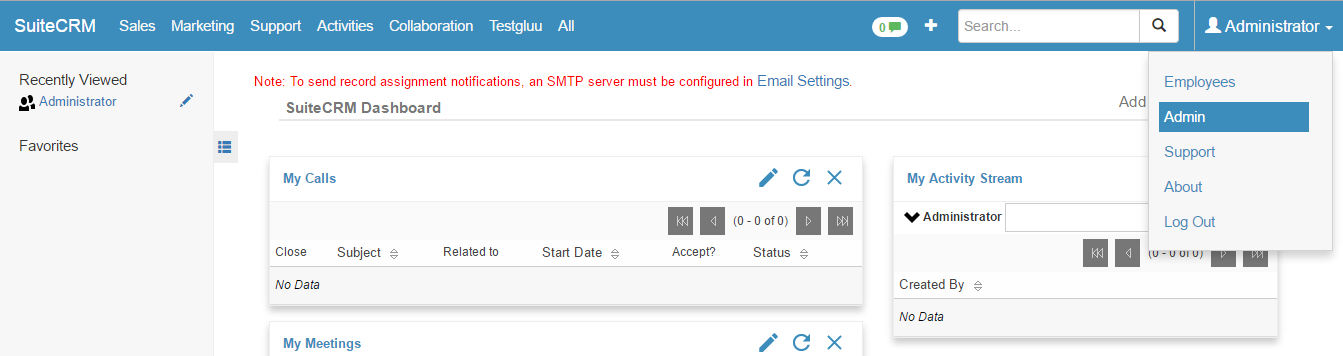 SuiteCRM Sales Marketing Support Activities Collaboration Testgluu All 0 + Search... Administrator
Recently Viewed
Administrator
Favorites
Note: To send record assignment notifications, an SMTP server must be configured in Email Settings.
SuiteCRM Dashboard
Add
My Calls
(0 - 0 of 0)
Close Subject Related to Start Date Accept? Status
No Data
My Meetings
My Activity Stream
Administrator
(0 - 0 of 0)
Created By
No Data
Employees
Admin
Support
About
Log Out